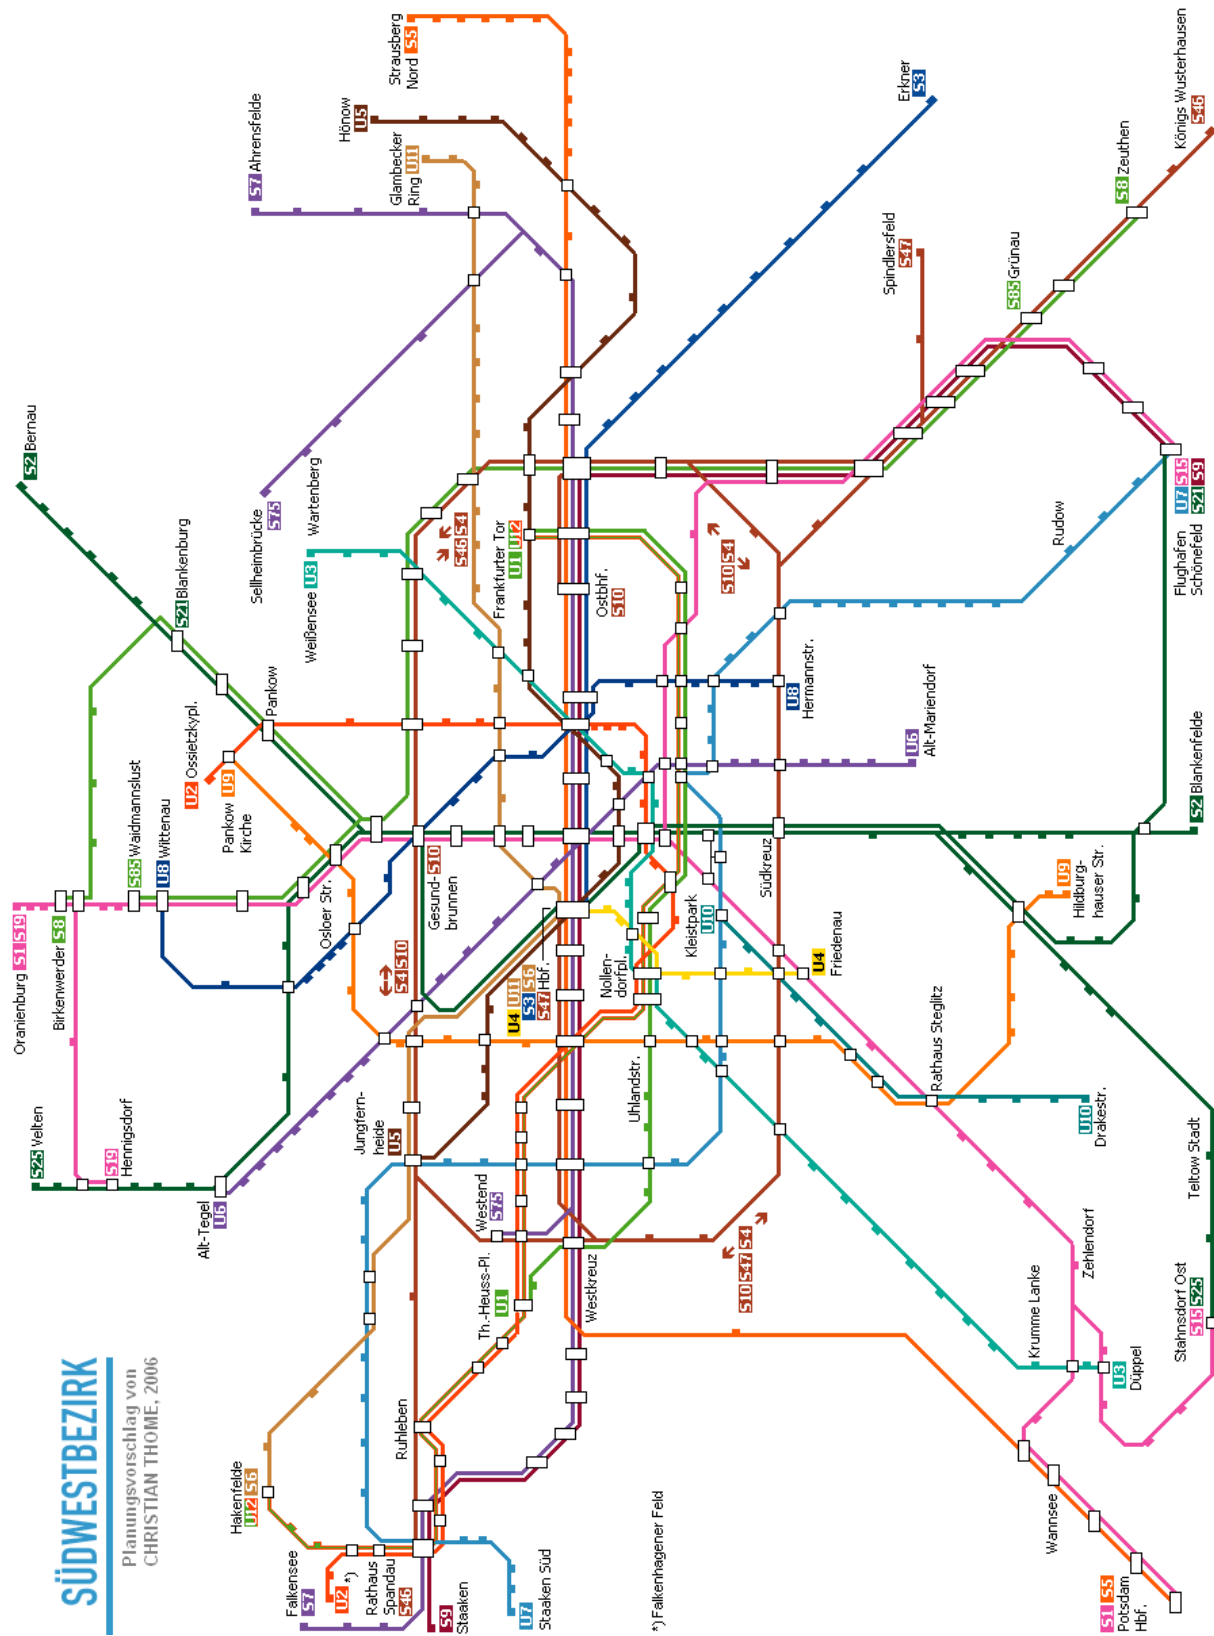 SÜDWESTBEZIRK
Planungsvorschlag von
CHRISTIAN THOME, 2006
Strausberg
Nord S5
Hönow
U5
Glambecker
Ring U11
S7 Ahrensfelde
Erkner
S3
Königs Wusterhausen
S46
S8 Zeuthen
Spindlersfeld
S47
S85 Grünau
S2 Bernau
Sellheimbrücke
S75
Wartenberg
Weißensee U3
S21 Blankenburg
S46 S4
Frankfurter Tor
U1 U12
Ostbhf.
S10
S10 S4
Rudow
U7 S15
S21 S9
Flughafen
Schönefeld
Pankow
U2 Ossietzkypl.
U9
Pankow
Kirche
S85 Waidmannslust
U8 Wittenau
Oranienburg S1 S19
Birkenwerder S8
Osloer Str.
Gesund- S10
brunnen
U8
Hermannstr.
U6
Alt-Mariendorf
S2 Blankenfelde
Südkreuz
U9
Hildburg-
hauser Str.
Kleistpark
U10
S4 S10
U4 U11
S3 S6
S47 Hbf.
Nollen-
dorfpl.
U4
Friedenau
S25 Velten
S19
Hennigsdorf
Alt-Tegel
U6
Jungfern-
heide
U5
Uhlandstr.
Rathaus Steglitz
U10
Drakestr.
Westend
S75
Th.-Heuss-Pl.
U1
Westkreuz
S10 S47 S4
Teltow Stadt
Zehlendorf
Stahnsdorf Ost
S15 S25
Krumme Lanke
U3
Düppel
Ruhleben
Hakenfelde
U12 S6
Falkensee
S7
U2 *)
Rathaus
Spandau
S46
S9
Staaken
U7
Staaken Süd
*) Falkenhagener Feld
Wannsee
S1 S5
Potsdam
Hbf.